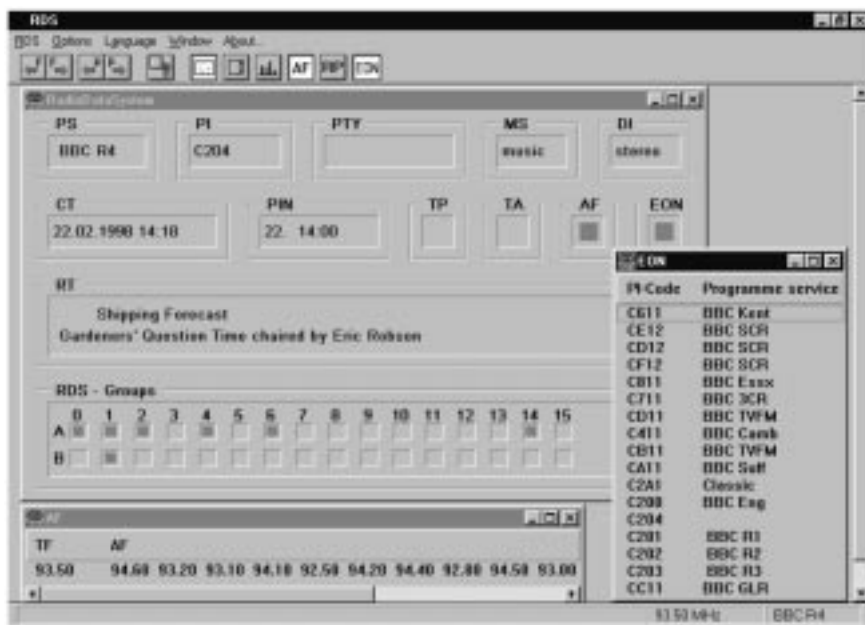 RDS
RDS Options Language Window About...
AF
EON
RadioDataSystem
PS PI PTY MS DI
BBC R4 C204 music stereo
CT PIN TP TA AF EON
22.02.1998 14:18 22. 14:00
RT
Shipping Forecast
Gardeners' Question Time chaired by Eric Robson
RDS - Groups
0 1 2 3 4 5 6 7 8 9 10 11 12 13 14 15
A
B
EON
PI-Code Programme service
C611 BBC Kent
CE12 BBC SCR
CD12 BBC SCR
CF12 BBC SCR
C811 BBC Essx
C711 BBC 3CR
CD11 BBC TVFM
C411 BBC Camb
CB11 BBC TVFM
CA11 BBC Suff
C2A1 Classic
C208 BBC Eng
C204
C201 BBC R1
C202 BBC R2
C203 BBC R3
CC11 BBC GLR
AF
TF AF
93.50 94.60 93.20 93.10 94.10 92.50 94.20 94.40 92.80 94.50 93.00
93.50 MHz BBC R4